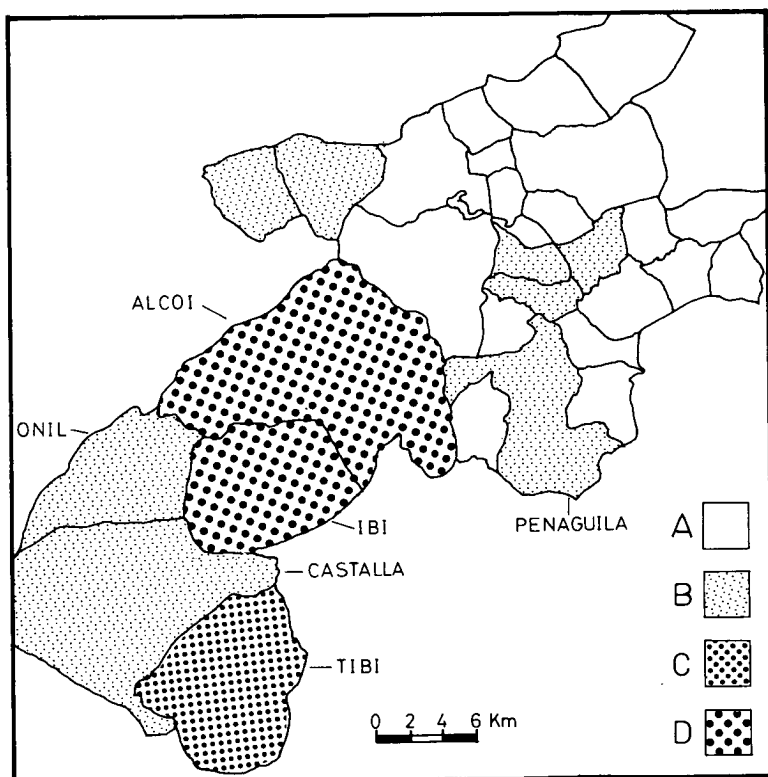 ALCOI
ONIL
IBI
PENAGUILA
CASTALLA
TIBI
0 2 4 6 Km
A
B
C
D